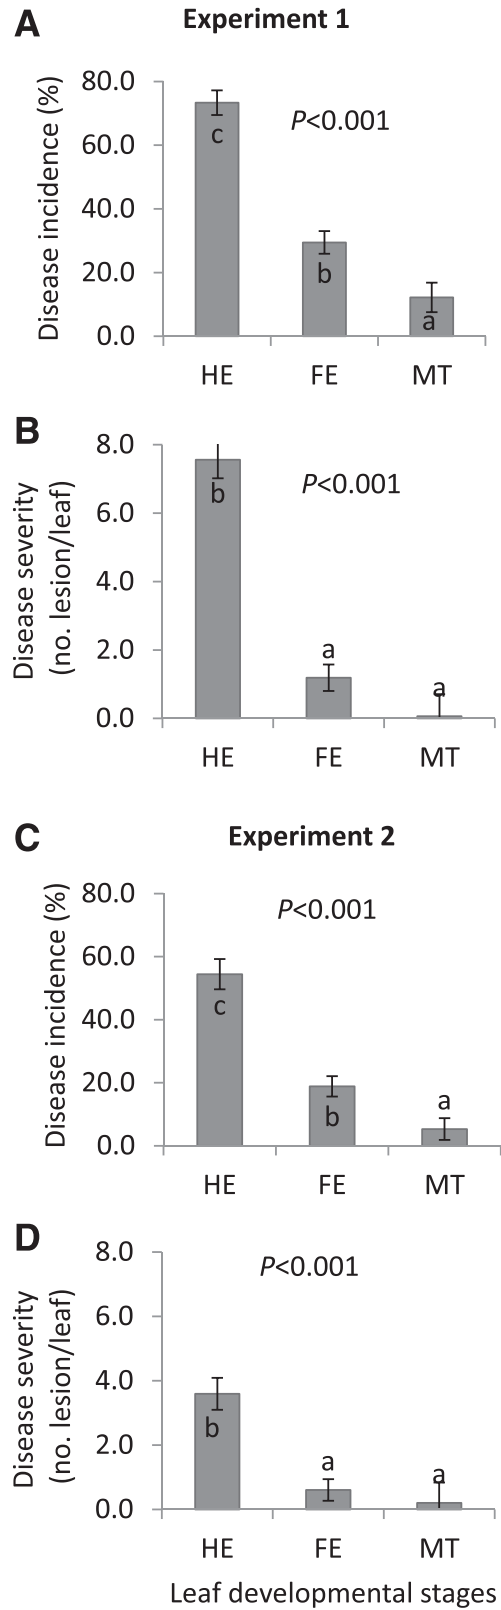 A
Experiment 1
Disease incidence (%)
80.0
60.0
40.0
20.0
0.0
P<0.001
c
b
a
HE FE MT
B
Disease severity
(no. lesion/leaf)
8.0
6.0
4.0
2.0
0.0
P<0.001
b
a
a
HE FE MT
C
Experiment 2
Disease incidence (%)
80.0
60.0
40.0
20.0
0.0
P<0.001
c
b
a
HE FE MT
D
Disease severity
(no. lesion/leaf)
8.0
6.0
4.0
2.0
0.0
P<0.001
b
a
a
HE FE MT
Leaf developmental stages